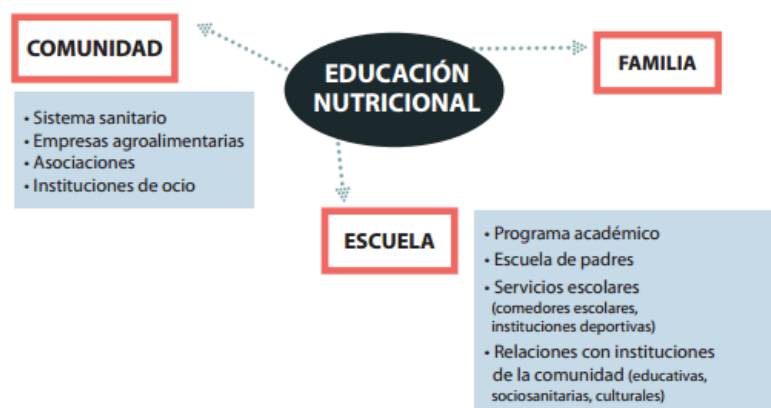 COMUNIDAD
• Sistema sanitario
• Empresas agroalimentarias
• Asociaciones
• Instituciones de ocio
EDUCACIÓN
NUTRICIONAL
FAMILIA
ESCUELA
• Programa académico
• Escuela de padres
• Servicios escolares
(comedores escolares,
instituciones deportivas)
• Relaciones con instituciones
de la comunidad (educativas,
sociosanitarias, culturales)